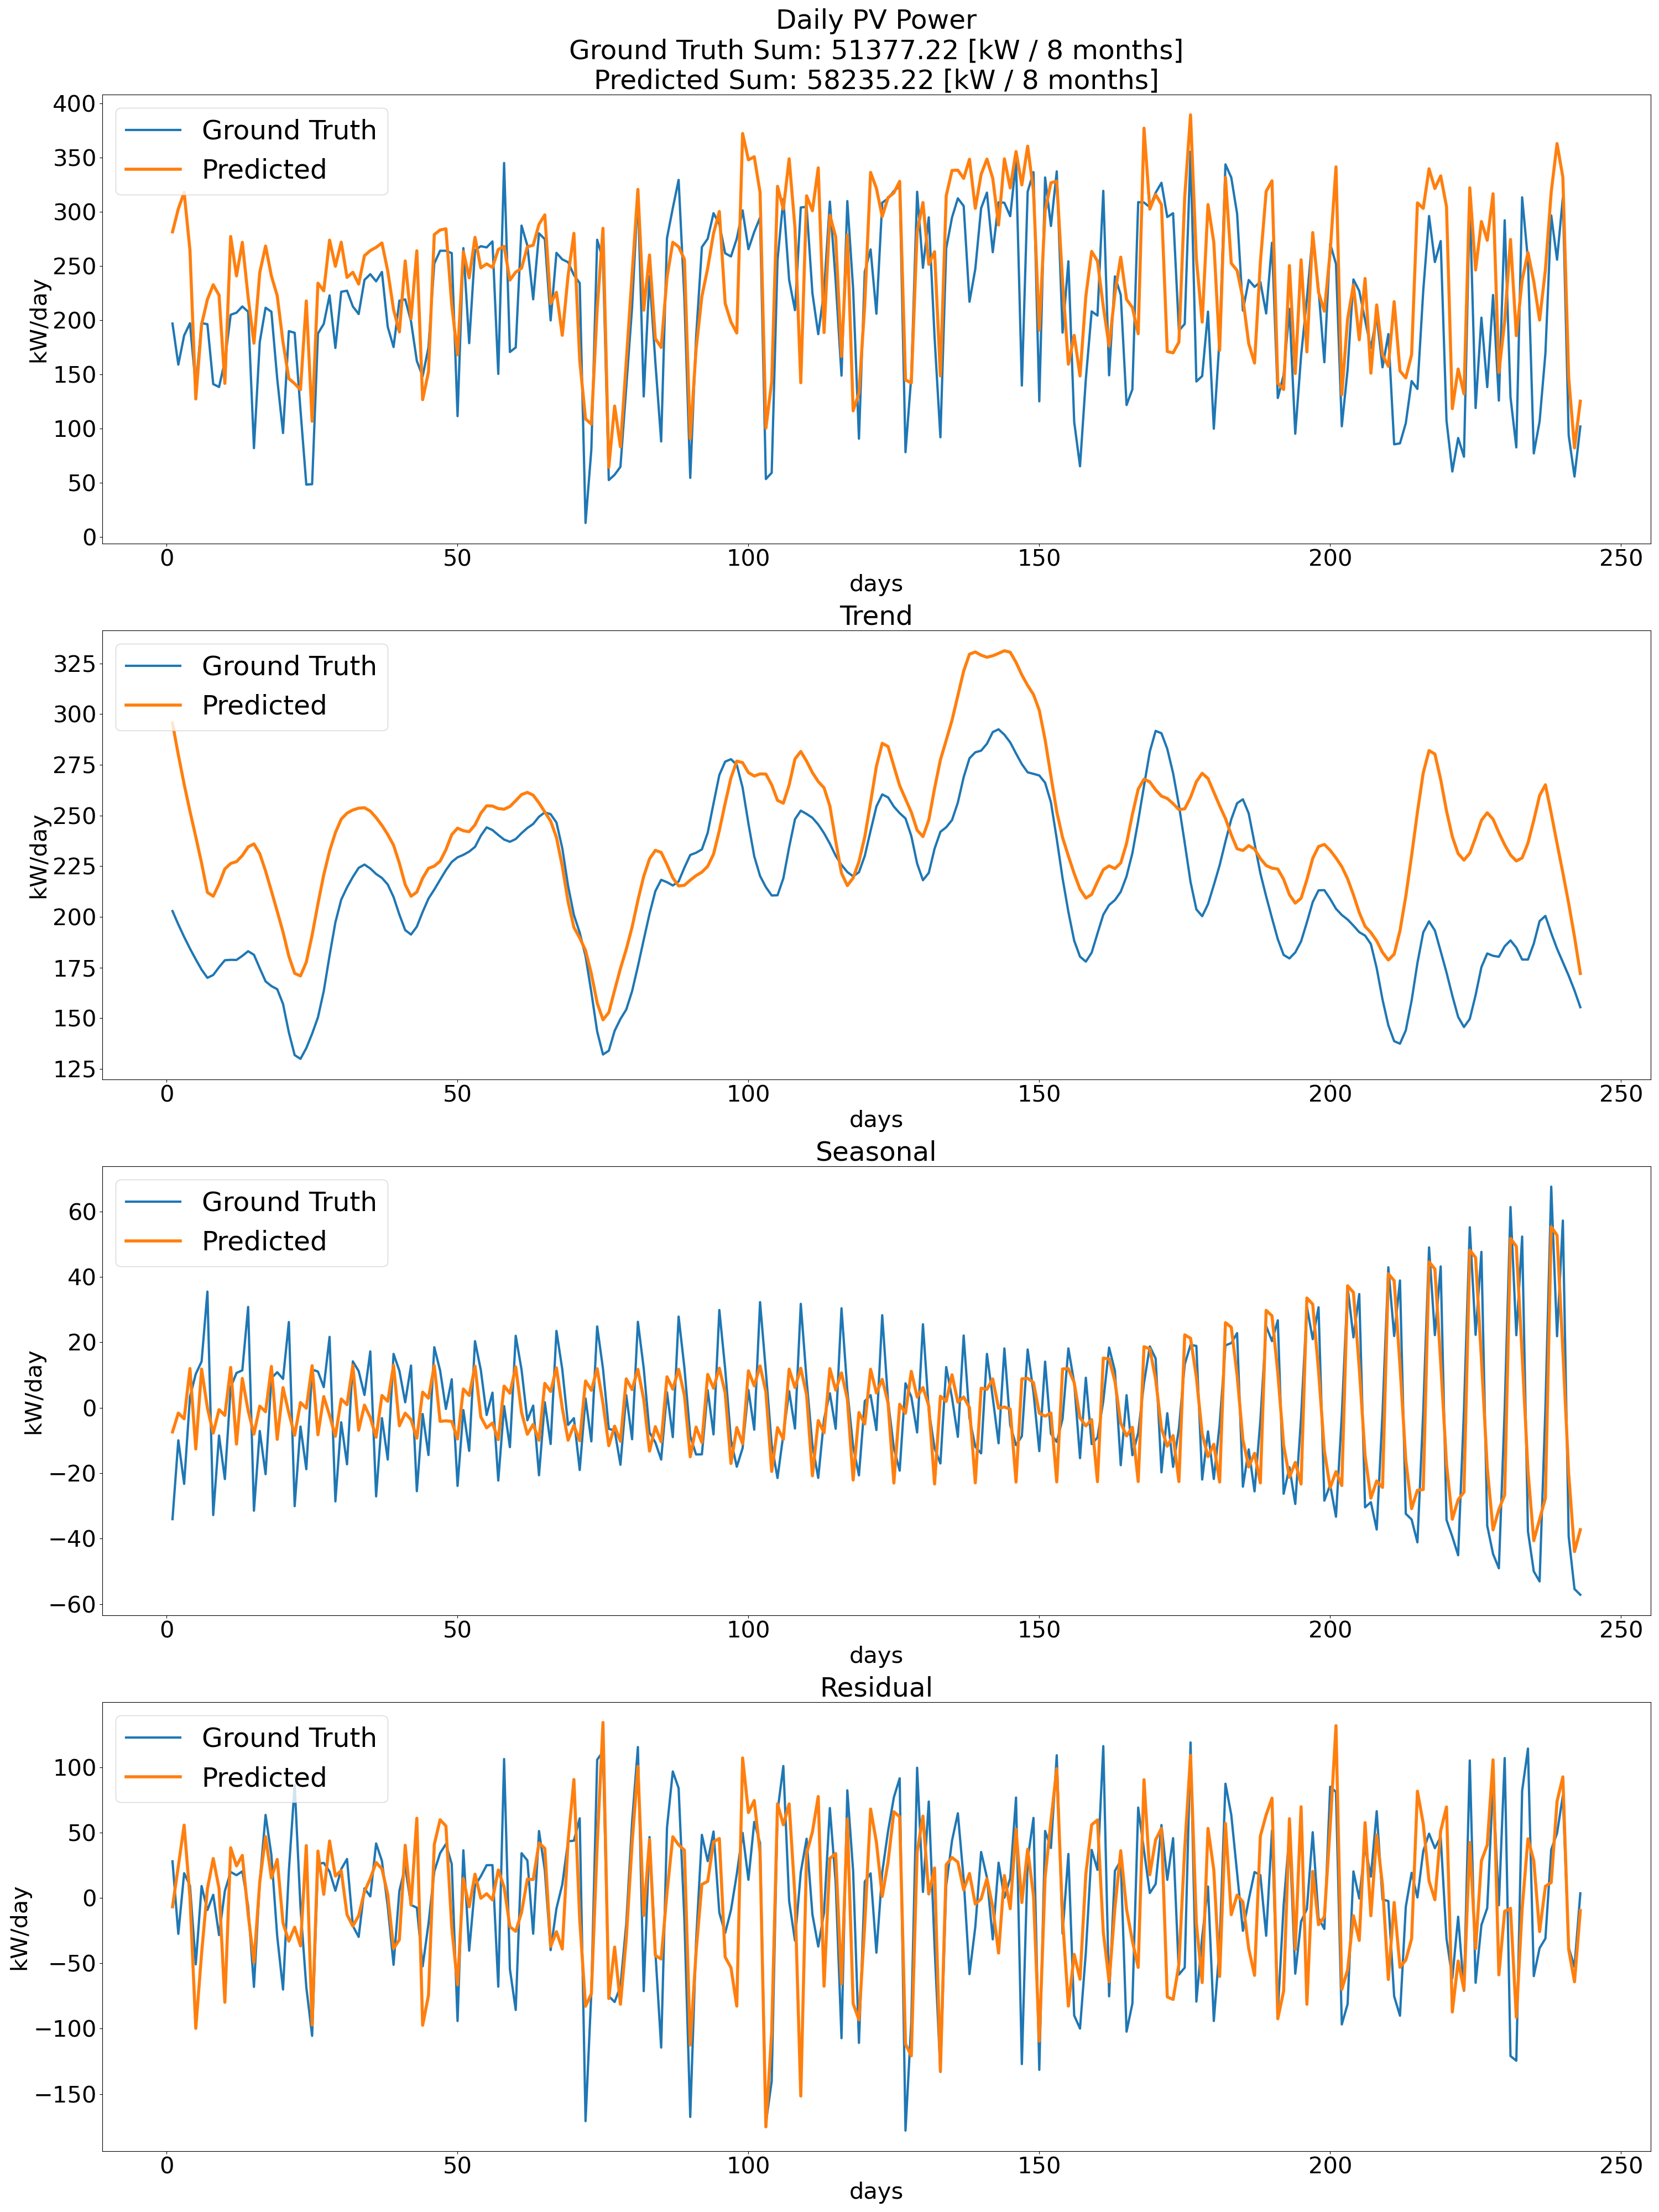 Daily PV Power
Ground Truth Sum: 51377.22 [kW / 8 months]
Predicted Sum: 58235.22 [kW / 8 months]
400
350
300
250
200
150
100
50
0
kW/day
Ground Truth
Predicted
0 50 100 150 200 250
days
Trend
325
300
275
250
225
200
175
150
125
kW/day
Ground Truth
Predicted
0 50 100 150 200 250
days
Seasonal
60
40
20
0
−20
−40
−60
kW/day
Ground Truth
Predicted
0 50 100 150 200 250
days
Residual
100
50
0
−50
−100
−150
kW/day
Ground Truth
Predicted
0 50 100 150 200 250
days